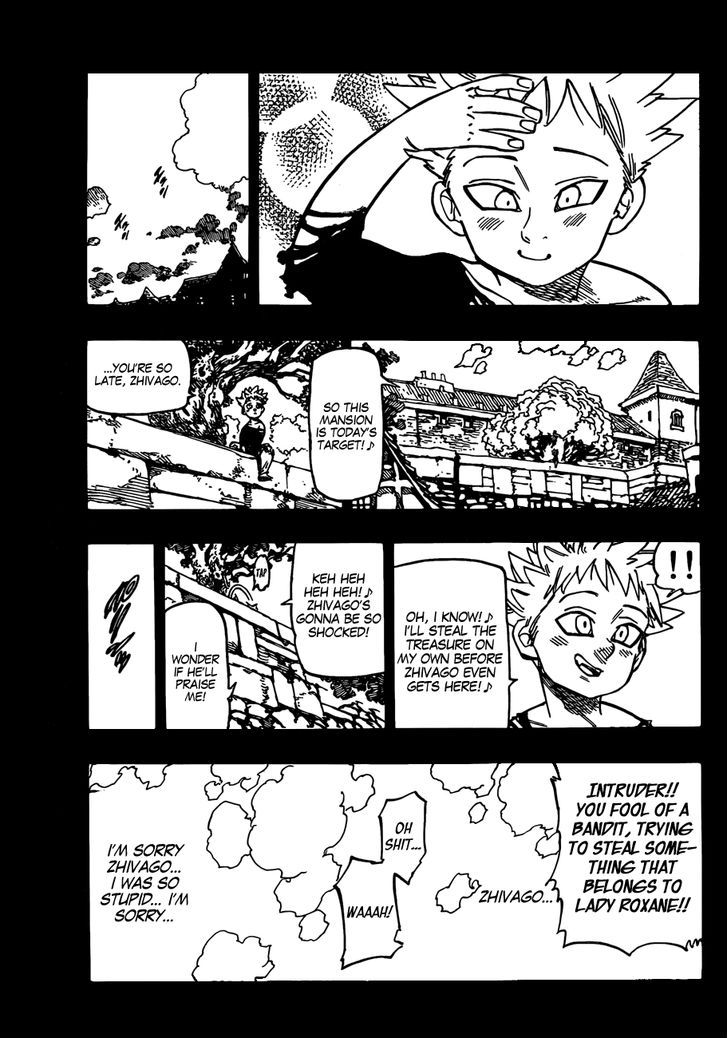 SO THIS
MANSION
IS TODAY'S
TARGET!♪
...YOU'RE SO
LATE, ZHIVAGO.
!!
OH, I KNOW!♪
I'LL STEAL THE
TREASURE ON
MY OWN BEFORE
ZHIVAGO EVEN
GETS HERE!♪
KEH HEH
HEH HEH!♪
ZHIVAGO'S
GONNA BE SO
SHOCKED!
TAP
I
WONDER
IF HE'LL
PRAISE
ME!
INTRUDER!!
YOU FOOL OF A
BANDIT, TRYING
TO STEAL SOME-
THING THAT
BELONGS TO
LADY ROXANE!!
OH
SHIT...
WAAAH!
ZHIVAGO...
I'M SORRY
ZHIVAGO...
I WAS SO
STUPID... I'M
SORRY...